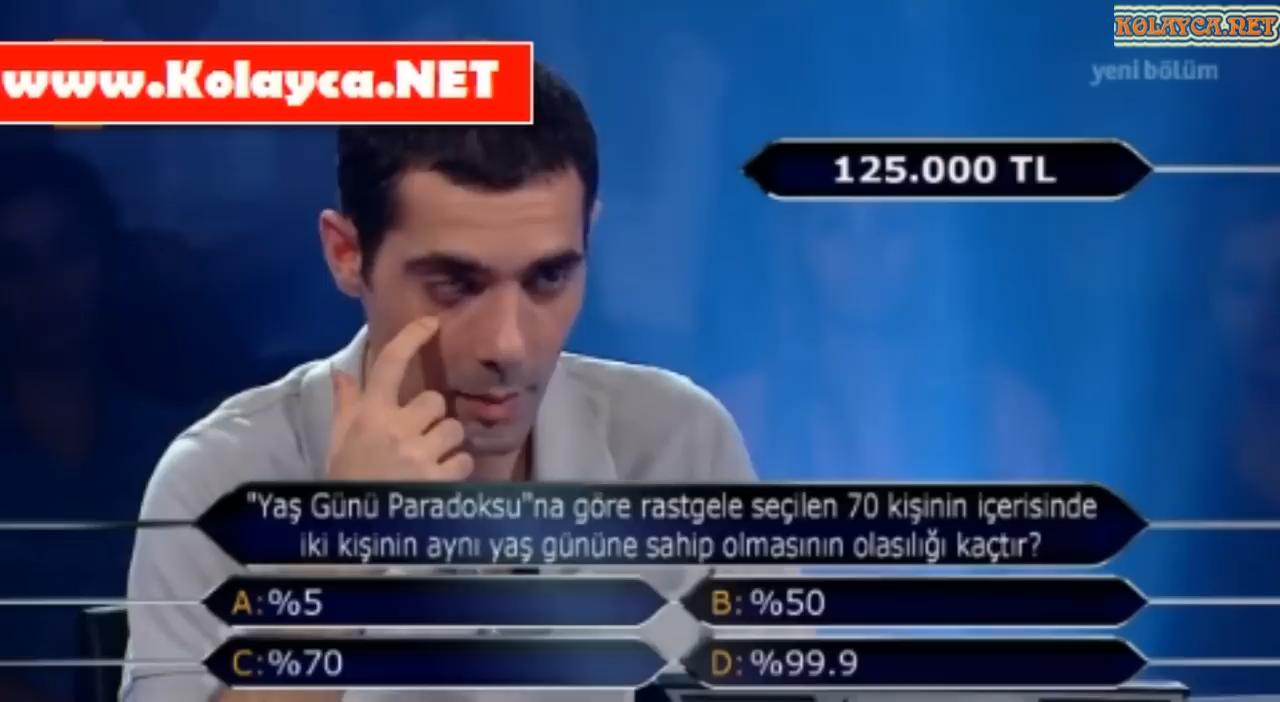 KOLAYCA.NET
www.Kolayca.NET
yeni bölüm
125.000 TL
"Yaş Günü Paradoksu"na göre rastgele seçilen 70 kişinin içerisinde
iki kişinin aynı yaş gününe sahip olmasının olasılığı kaçtır?
A: %5
B: %50
C: %70
D: %99.9